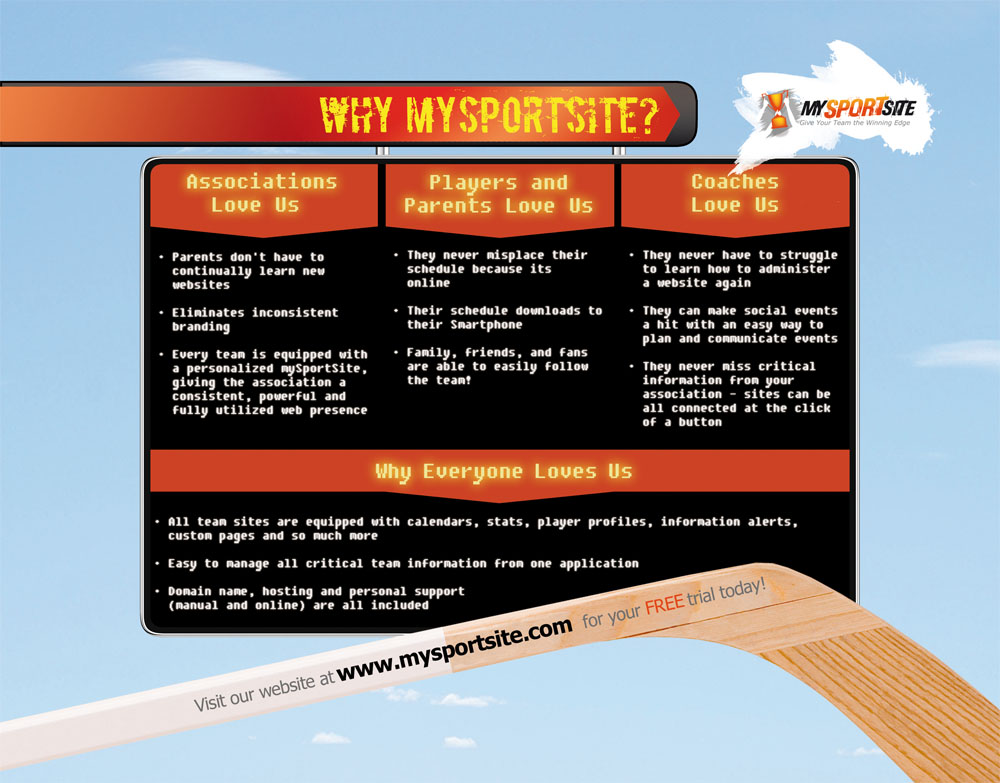 WHY MYSPORTSITE?
MYSPORTSITE
Give Your Team the Winning Edge
Associations
Love Us
• Parents don't have to
continually learn new
websites
• Eliminates inconsistent
branding
• Every team is equipped with
a personalized mySportSite,
giving the association a
consistent, powerful and
fully utilized web presence
Players and
Parents Love Us
• They never misplace their
schedule because its
online
• Their schedule downloads to
their Smartphone
• Family, friends, and fans
are able to easily follow
the team!
Coaches
Love Us
• They never have to struggle
to learn how to administer
a website again
• They can make social events
a hit with an easy way to
plan and communicate events
• They never miss critical
information from your
association - sites can be
all connected at the click
of a button
Why Everyone Loves Us
• All team sites are equipped with calendars, stats, player profiles, information alerts,
custom pages and so much more
• Easy to manage all critical team information from one application
• Domain name, hosting and personal support
(manual and online) are all included
Visit our website at www.mysportsite.com for your FREE trial today!